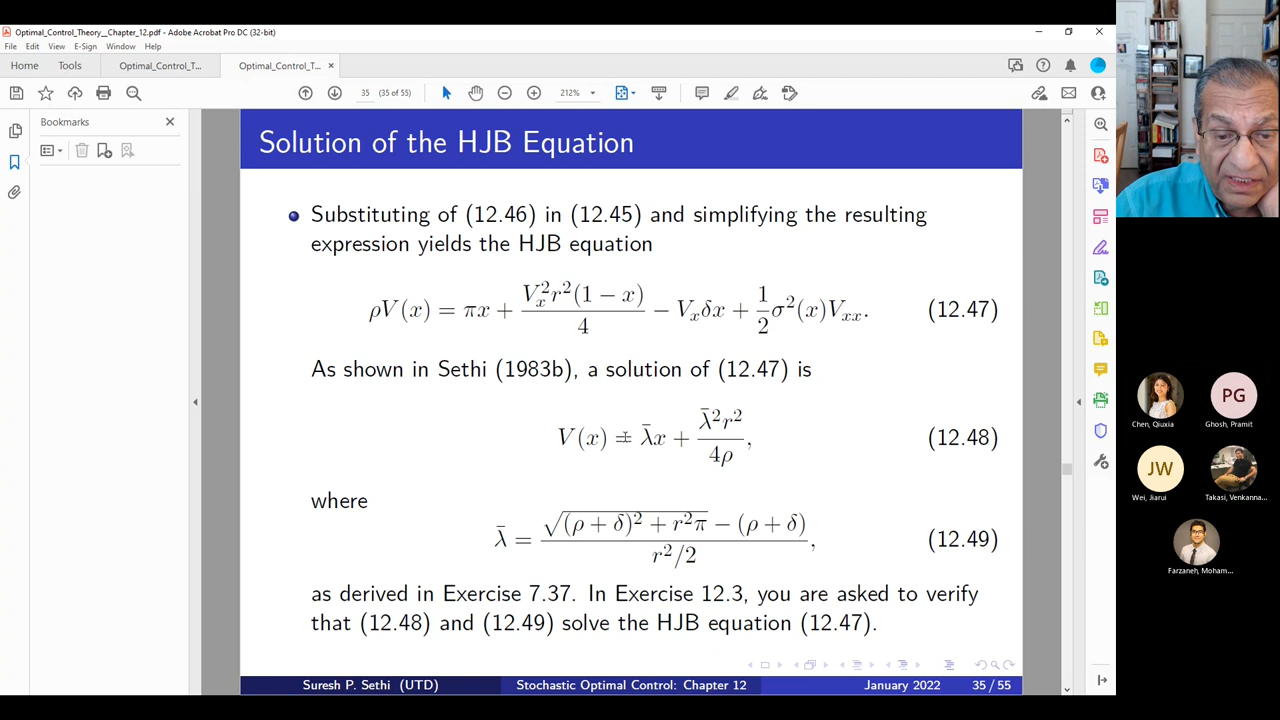 Optimal_Control_Theory__Chapter_12.pdf - Adobe Acrobat Pro DC (32-bit)
File Edit View E-Sign Window Help
Home Tools Optimal_Control_T... Optimal_Control_T... ×
35 (35 of 55) 212%
Bookmarks
Solution of the HJB Equation
Substituting of (12.46) in (12.45) and simplifying the resulting
expression yields the HJB equation
ρV(x) = πx + V_x^2 r^2(1 − x)/4 − V_x δx + 1/2 σ^2(x)V_xx. (12.47)
As shown in Sethi (1983b), a solution of (12.47) is
V(x) = λ̄x + λ̄^2 r^2/4ρ, (12.48)
where
λ̄ = (√((ρ + δ)^2 + r^2π) − (ρ + δ))/(r^2/2), (12.49)
as derived in Exercise 7.37. In Exercise 12.3, you are asked to verify
that (12.48) and (12.49) solve the HJB equation (12.47).
Suresh P. Sethi (UTD) Stochastic Optimal Control: Chapter 12 January 2022 35 / 55
PG
Chen, Qiuxia Ghosh, Pramit
JW
Wei, Jiarui Takasi, Venkanna...
Farzaneh, Moham...